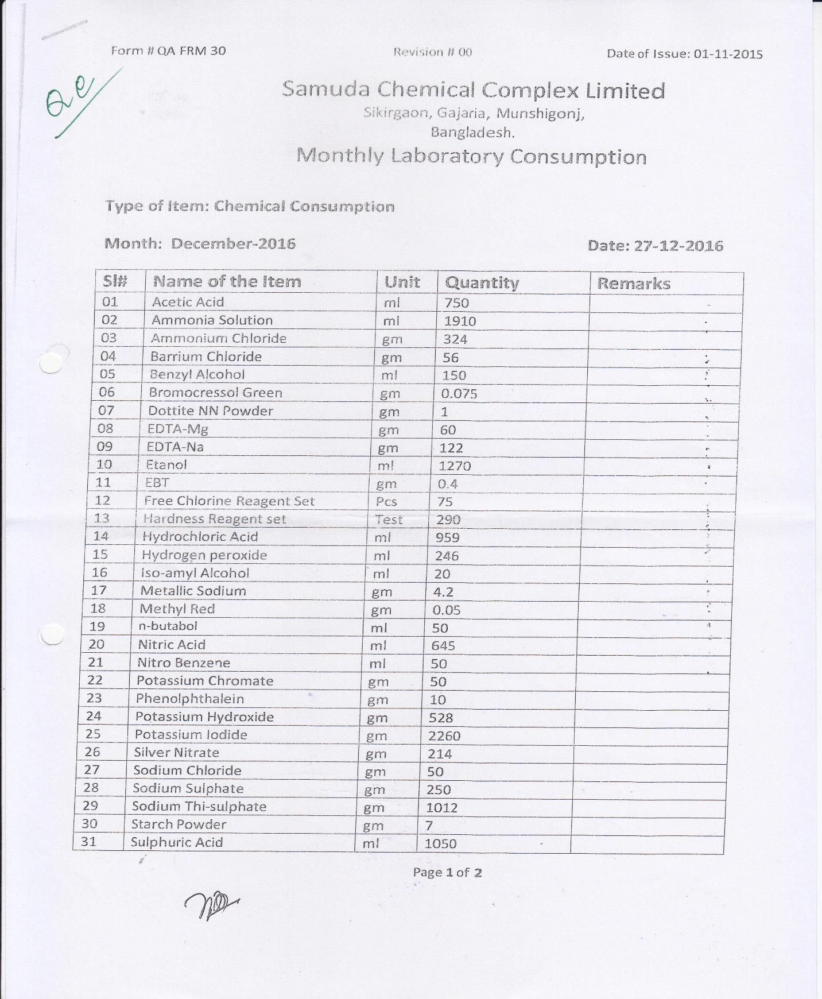 Form # QA FRM 30 Revision # 00 Date of Issue: 01-11-2015
Samuda Chemical Complex Limited
Sikirgaon, Gajaria, Munshigonj,
Bangladesh.
Monthly Laboratory Consumption
Type of Item: Chemical Consumption
Month: December-2016 Date: 27-12-2016
Sl# Name of the Item Unit Quantity Remarks
01 Acetic Acid ml 750
02 Ammonia Solution ml 1910
03 Ammonium Chloride gm 324
04 Barrium Chloride gm 56
05 Benzyl Alcohol ml 150
06 Bromocressol Green gm 0.075
07 Dottite NN Powder gm 1
08 EDTA-Mg gm 60
09 EDTA-Na gm 122
10 Etanol ml 1270
11 EBT gm 0.4
12 Free Chlorine Reagent Set Pcs 75
13 Hardness Reagent set Test 290
14 Hydrochloric Acid ml 959
15 Hydrogen peroxide ml 246
16 Iso-amyl Alcohol ml 20
17 Metallic Sodium gm 4.2
18 Methyl Red gm 0.05
19 n-butabol ml 50
20 Nitric Acid ml 645
21 Nitro Benzene ml 50
22 Potassium Chromate gm 50
23 Phenolphthalein gm 10
24 Potassium Hydroxide gm 528
25 Potassium Iodide gm 2260
26 Silver Nitrate gm 214
27 Sodium Chloride gm 50
28 Sodium Sulphate gm 250
29 Sodium Thi-sulphate gm 1012
30 Starch Powder gm 7
31 Sulphuric Acid ml 1050
Page 1 of 2